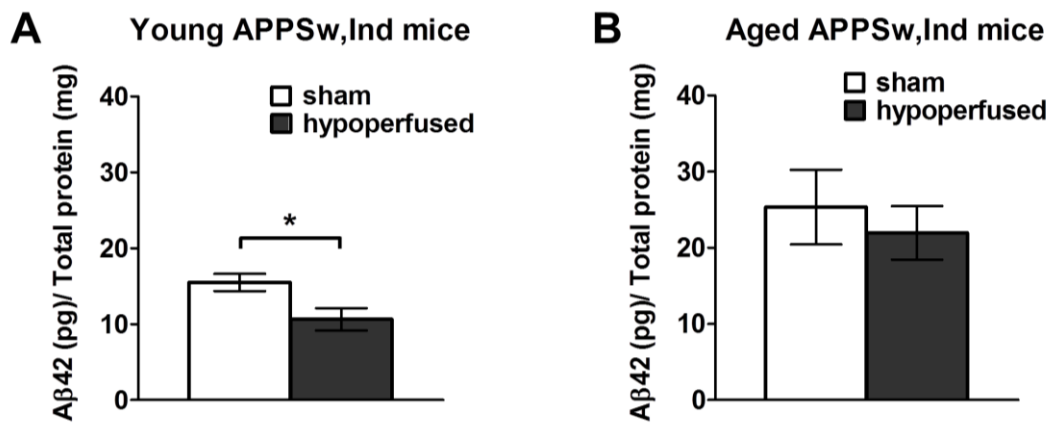 A
Young APPSw,Ind mice
Aβ42 (pg)/ Total protein (mg)
40
30
20
10
0
sham
hypoperfused
*
B
Aged APPSw,Ind mice
Aβ42 (pg)/ Total protein (mg)
40
30
20
10
0
sham
hypoperfused